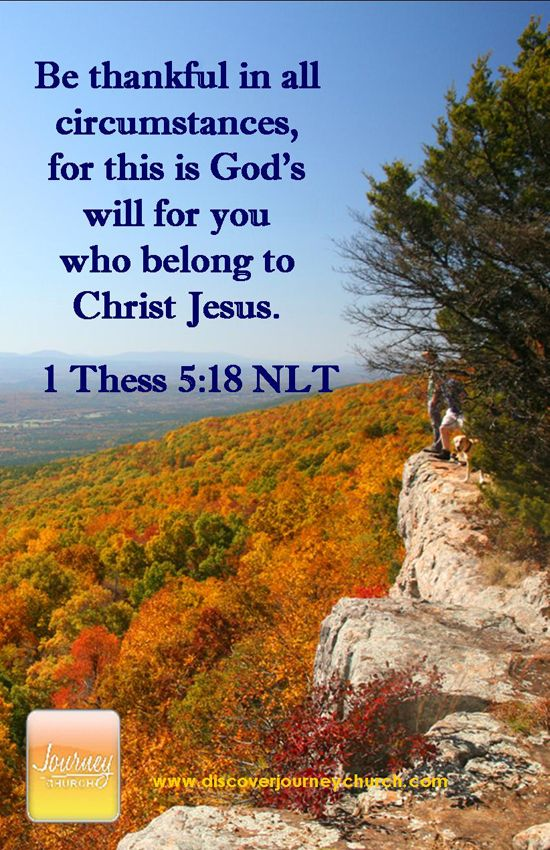 Be thankful in all
circumstances,
for this is God's
will for you
who belong to
Christ Jesus.
1 Thess 5:18 NLT
Journey
CHURCH
www.discoverjourneychurch.com